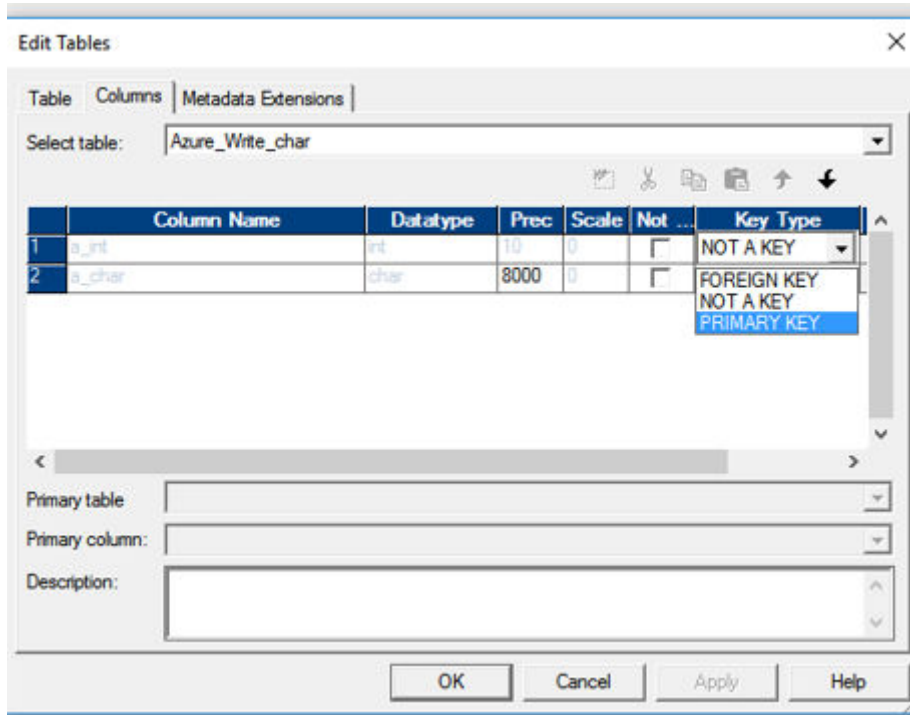 Edit Tables
Table Columns Metadata Extensions
Select table: Azure_Write_char
Column Name Datatype Prec Scale Not ... Key Type
1 a_int int 10 0 NOT A KEY
2 a_char char 8000 0 FOREIGN KEY
NOT A KEY
PRIMARY KEY
Primary table
Primary column:
Description:
OK Cancel Apply Help